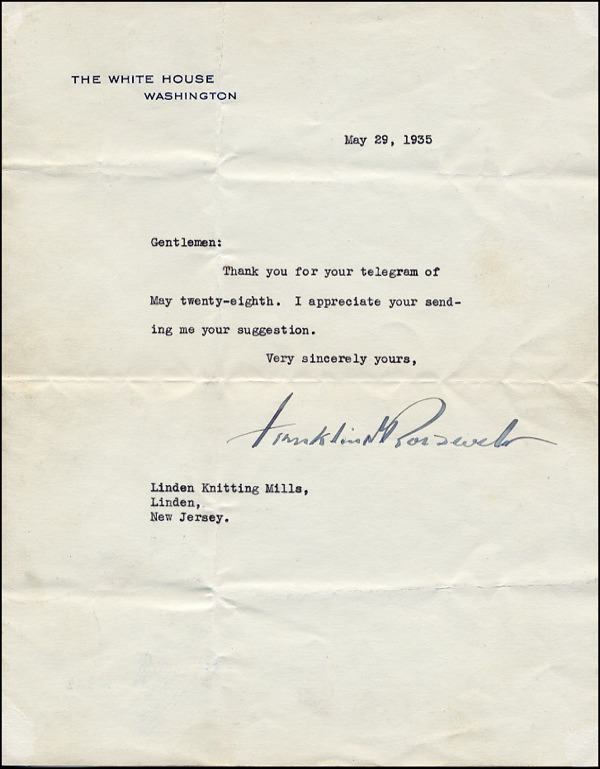 THE WHITE HOUSE
WASHINGTON
May 29, 1935
Gentlemen:
Thank you for your telegram of
May twenty-eighth. I appreciate your send-
ing me your suggestion.
Very sincerely yours,
Franklin D Roosevelt
Linden Knitting Mills,
Linden,
New Jersey.